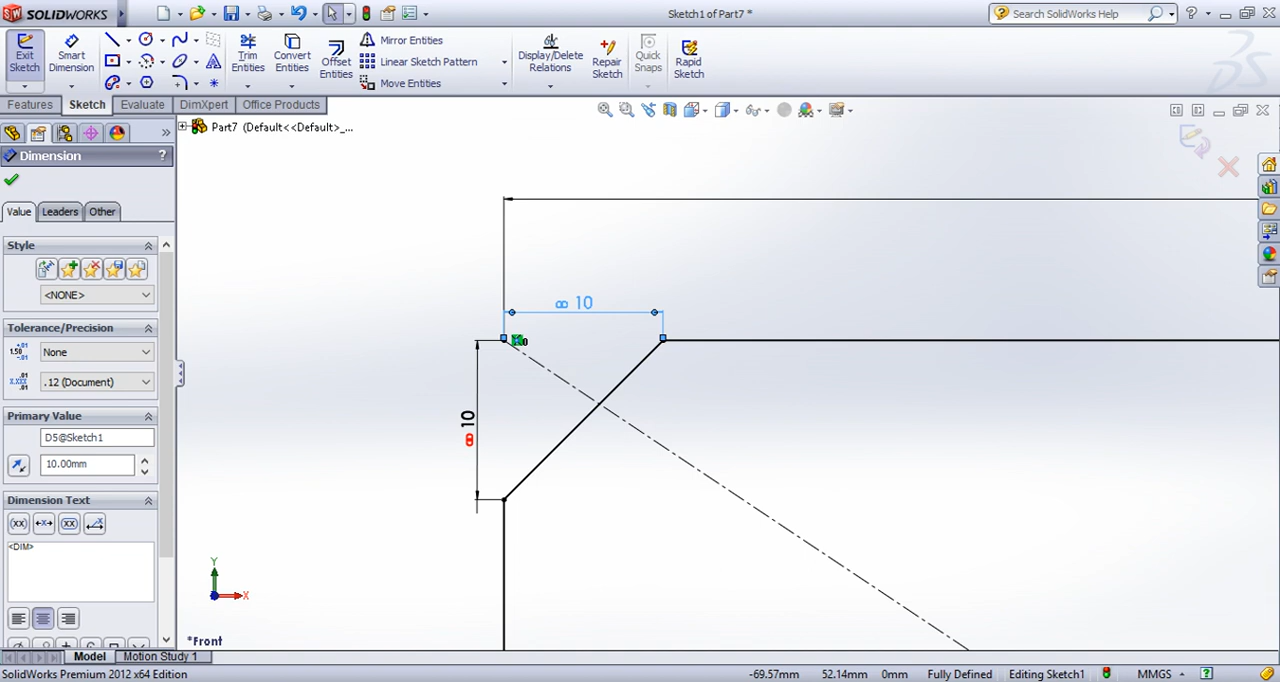 SOLIDWORKS
Sketch1 of Part7 *
Search SolidWorks Help
Exit Sketch
Smart Dimension
Trim Entities
Convert Entities
Offset Entities
Mirror Entities
Linear Sketch Pattern
Move Entities
Display/Delete Relations
Repair Sketch
Quick Snaps
Rapid Sketch
Features
Sketch
Evaluate
DimXpert
Office Products
Part7 (Default<<Default>_...
Dimension
?
Value
Leaders
Other
Style
<NONE>
Tolerance/Precision
None
.12 (Document)
Primary Value
D5@Sketch1
10.00mm
Dimension Text
(xx)
<DIM>
10
10
Y
X
*Front
Model
Motion Study 1
SolidWorks Premium 2012 x64 Edition
-69.57mm
52.14mm
0mm
Fully Defined
Editing Sketch1
MMGS
?